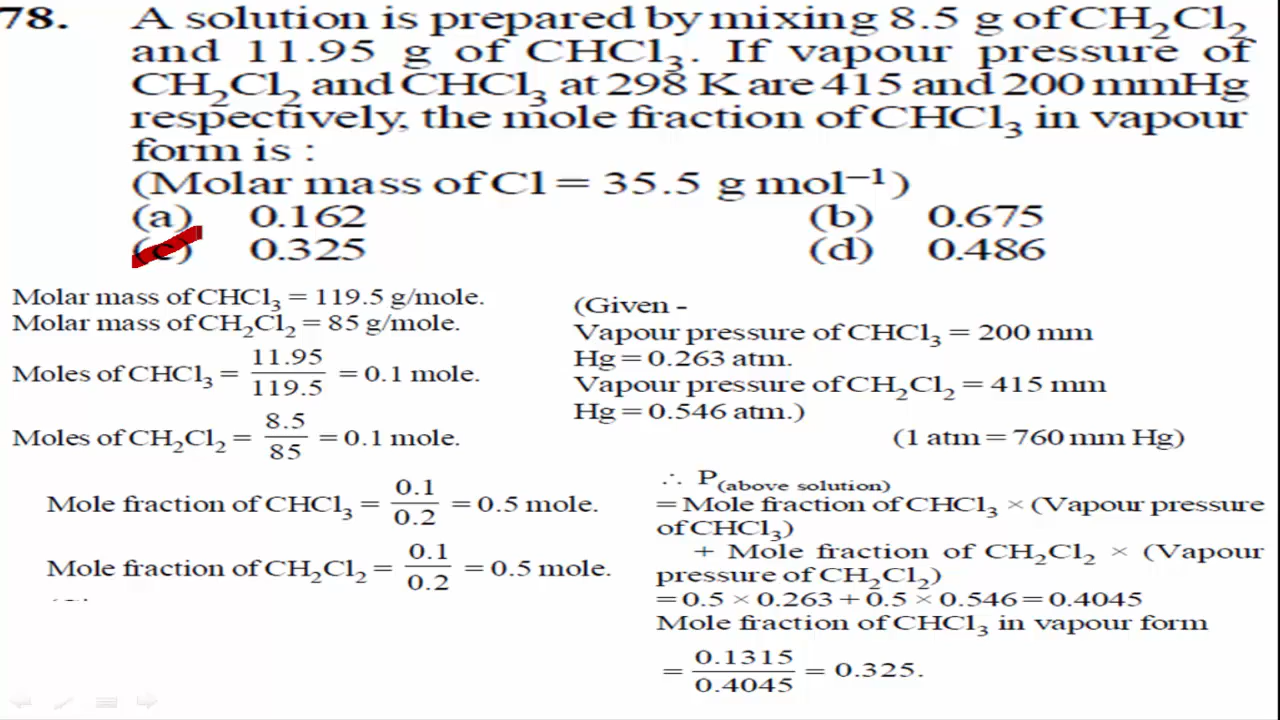 78. A solution is prepared by mixing 8.5 g of CH₂Cl₂
and 11.95 g of CHCl₃. If vapour pressure of
CH₂Cl₂ and CHCl₃ at 298 K are 415 and 200 mmHg
respectively, the mole fraction of CHCl₃ in vapour
form is :
(Molar mass of Cl = 35.5 g mol⁻¹)
(a) 0.162 (b) 0.675
(c) 0.325 (d) 0.486
Molar mass of CHCl₃ = 119.5 g/mole.
Molar mass of CH₂Cl₂ = 85 g/mole.
Moles of CHCl₃ = 11.95/119.5 = 0.1 mole.
Moles of CH₂Cl₂ = 8.5/85 = 0.1 mole.
Mole fraction of CHCl₃ = 0.1/0.2 = 0.5 mole.
Mole fraction of CH₂Cl₂ = 0.1/0.2 = 0.5 mole.
(Given -
Vapour pressure of CHCl₃ = 200 mm
Hg = 0.263 atm.
Vapour pressure of CH₂Cl₂ = 415 mm
Hg = 0.546 atm.)
(1 atm = 760 mm Hg)
∴ P(above solution)
= Mole fraction of CHCl₃ × (Vapour pressure
of CHCl₃)
+ Mole fraction of CH₂Cl₂ × (Vapour
pressure of CH₂Cl₂)
= 0.5 × 0.263 + 0.5 × 0.546 = 0.4045
Mole fraction of CHCl₃ in vapour form
= 0.1315/0.4045 = 0.325.